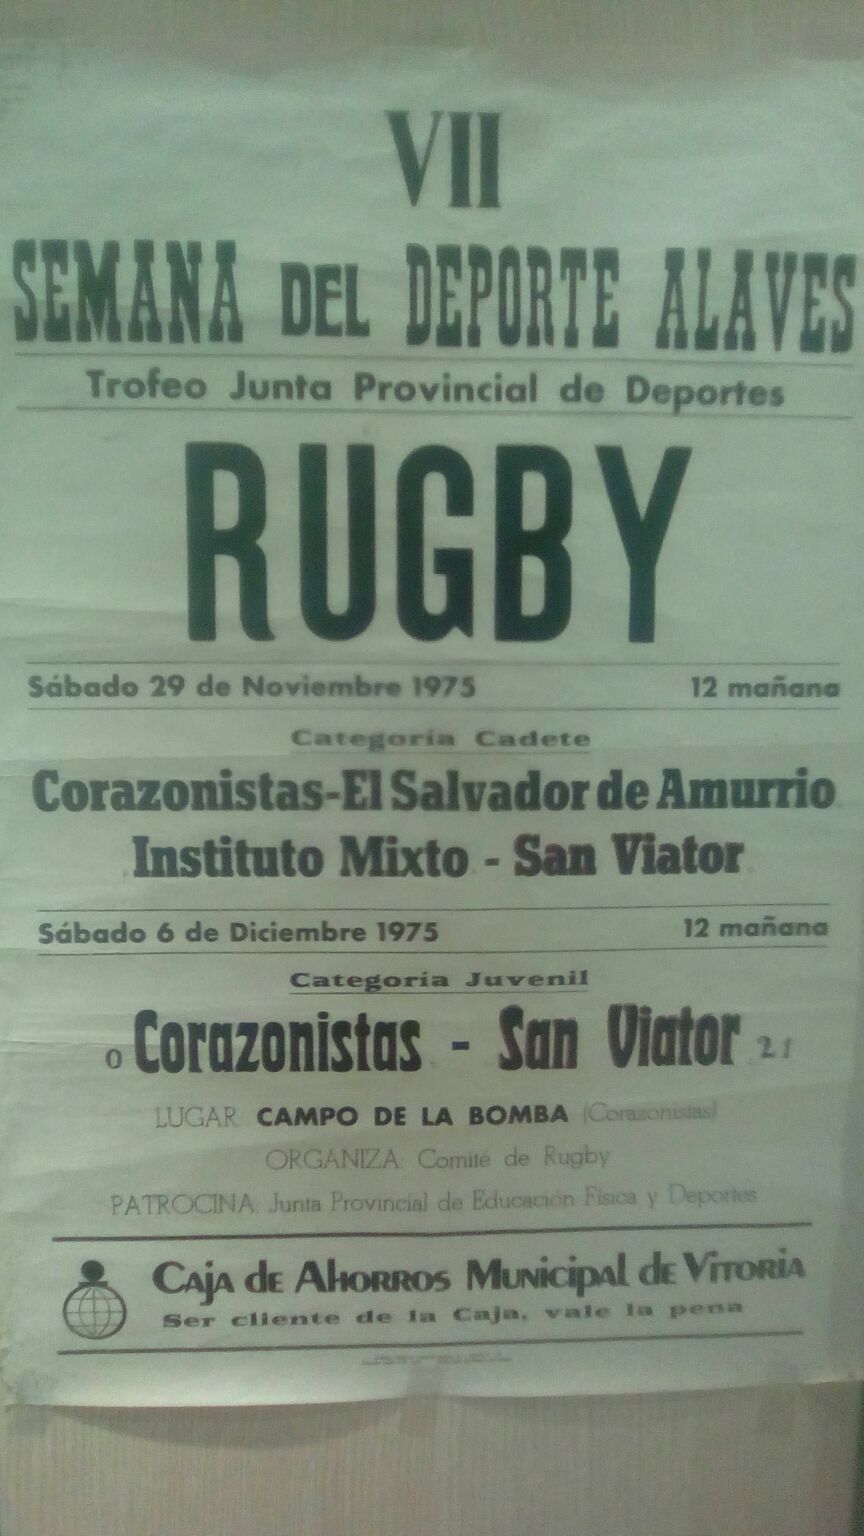 VII
SEMANA DEL DEPORTE ALAVES
Trofeo Junta Provincial de Deportes
RUGBY
Sábado 29 de Noviembre 1975 12 mañana
Categoría Cadete
Corazonistas-El Salvador de Amurrio
Instituto Mixto - San Viator
Sábado 6 de Diciembre 1975 12 mañana
Categoría Juvenil
0 Corazonistas - San Viator 21
LUGAR: CAMPO DE LA BOMBA (Corazonistas)
ORGANIZA: Comité de Rugby
PATROCINA: Junta Provincial de Educación Física y Deportes
CAJA DE AHORROS MUNICIPAL DE VITORIA
Ser cliente de la Caja, vale la pena